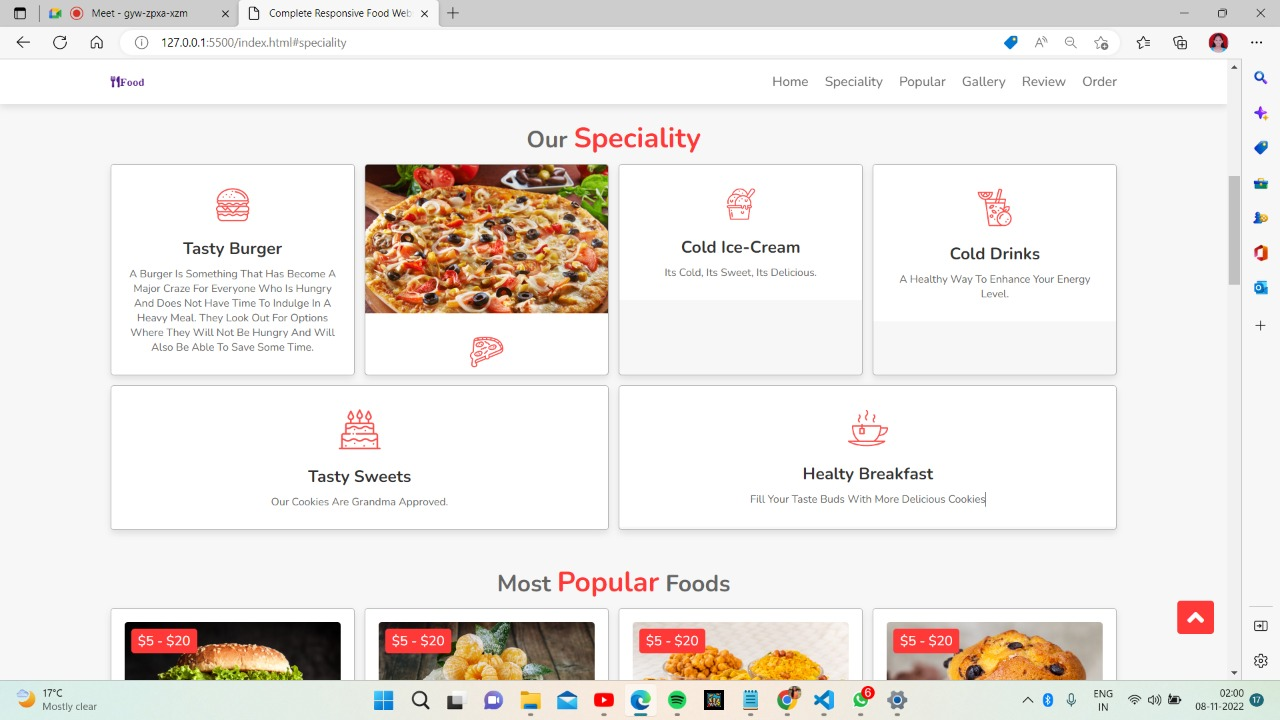 Meet - gyw-zpxa-xzm
Complete Responsive Food Web
127.0.0.1:5500/index.html#speciality
Food
Home Speciality Popular Gallery Review Order
Our Speciality
Tasty Burger
A Burger Is Something That Has Become A
Major Craze For Everyone Who Is Hungry
And Does Not Have Time To Indulge In A
Heavy Meal. They Look Out For Options
Where They Will Not Be Hungry And Will
Also Be Able To Save Some Time.
Cold Ice-Cream
Its Cold, Its Sweet, Its Delicious.
Cold Drinks
A Healthy Way To Enhance Your Energy
Level.
Tasty Sweets
Our Cookies Are Grandma Approved.
Healty Breakfast
Fill Your Taste Buds With More Delicious Cookies
Most Popular Foods
$5 - $20
$5 - $20
$5 - $20
$5 - $20
17°C
Mostly clear
6
ENG
IN
02:00
08-11-2022
17